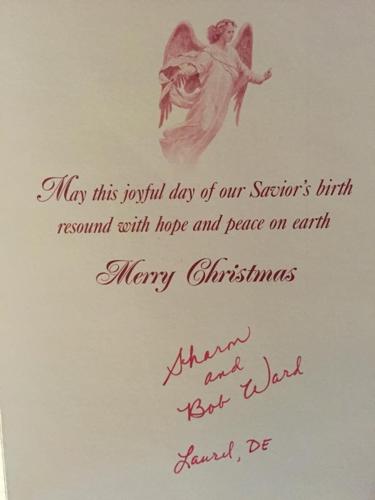 May this joyful day of our Savior's birth
resound with hope and peace on earth
Merry Christmas
Sharon
and
Bob Ward
Laurel, DE